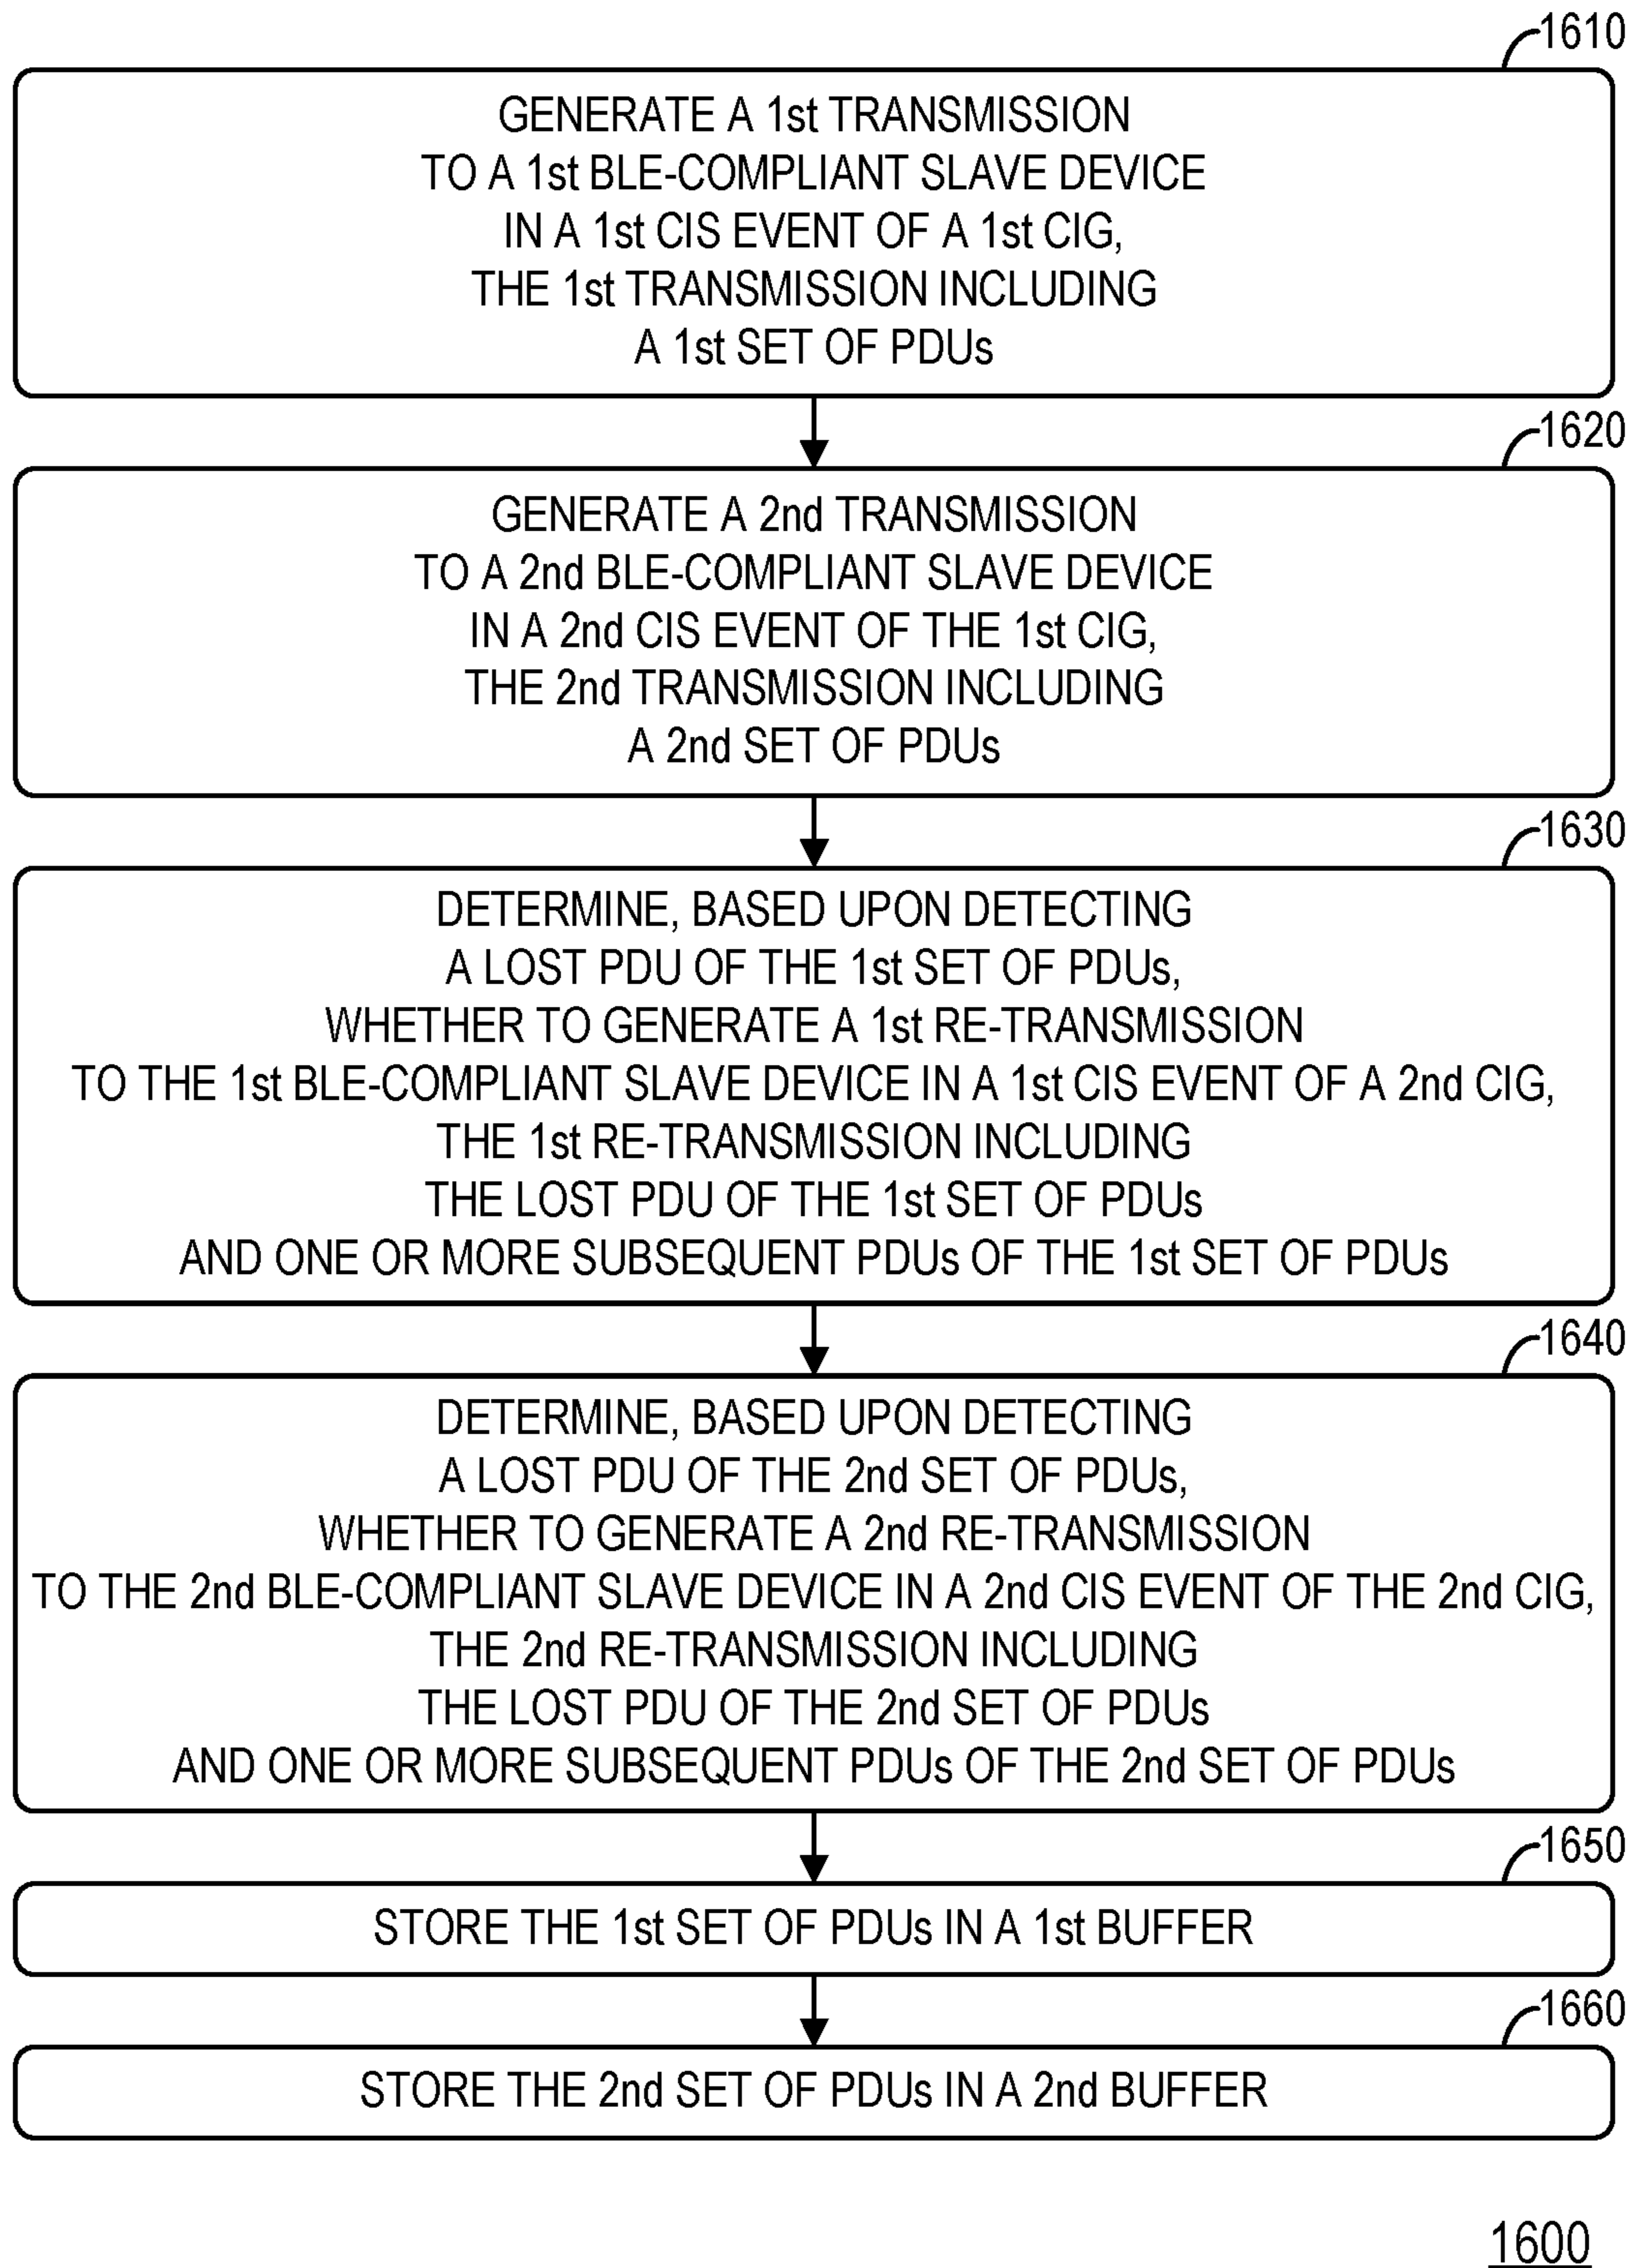 1610
GENERATE A 1st TRANSMISSION
TO A 1st BLE-COMPLIANT SLAVE DEVICE
IN A 1st CIS EVENT OF A 1st CIG,
THE 1st TRANSMISSION INCLUDING
A 1st SET OF PDUs
1620
GENERATE A 2nd TRANSMISSION
TO A 2nd BLE-COMPLIANT SLAVE DEVICE
IN A 2nd CIS EVENT OF THE 1st CIG,
THE 2nd TRANSMISSION INCLUDING
A 2nd SET OF PDUs
1630
DETERMINE, BASED UPON DETECTING
A LOST PDU OF THE 1st SET OF PDUs,
WHETHER TO GENERATE A 1st RE-TRANSMISSION
TO THE 1st BLE-COMPLIANT SLAVE DEVICE IN A 1st CIS EVENT OF A 2nd CIG,
THE 1st RE-TRANSMISSION INCLUDING
THE LOST PDU OF THE 1st SET OF PDUs
AND ONE OR MORE SUBSEQUENT PDUs OF THE 1st SET OF PDUs
1640
DETERMINE, BASED UPON DETECTING
A LOST PDU OF THE 2nd SET OF PDUs,
WHETHER TO GENERATE A 2nd RE-TRANSMISSION
TO THE 2nd BLE-COMPLIANT SLAVE DEVICE IN A 2nd CIS EVENT OF THE 2nd CIG,
THE 2nd RE-TRANSMISSION INCLUDING
THE LOST PDU OF THE 2nd SET OF PDUs
AND ONE OR MORE SUBSEQUENT PDUs OF THE 2nd SET OF PDUs
1650
STORE THE 1st SET OF PDUs IN A 1st BUFFER
1660
STORE THE 2nd SET OF PDUs IN A 2nd BUFFER
1600